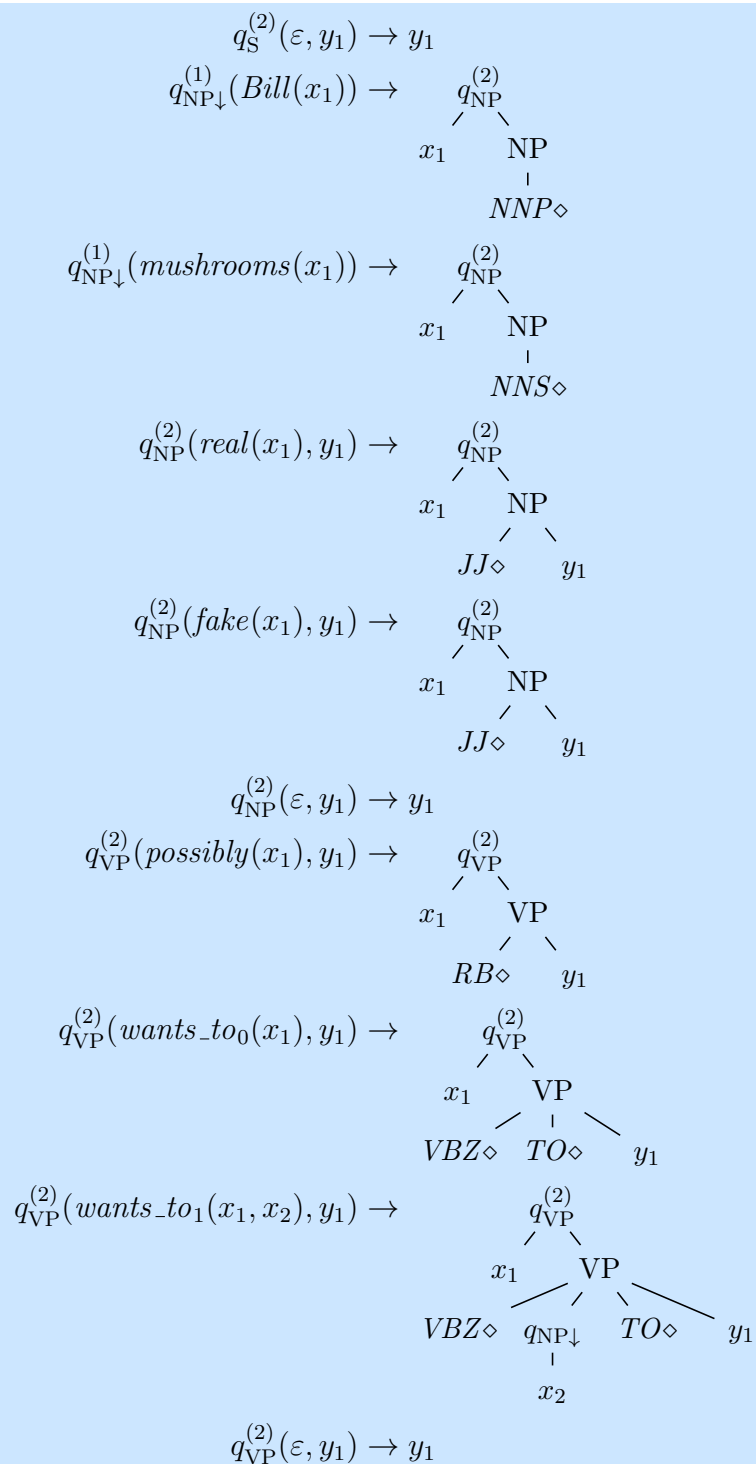 q_S^(2)(ε, y₁) → y₁
q_NP↓^(1)(Bill(x₁)) → q_NP^(2)
x₁ NP
NNP⋄
q_NP↓^(1)(mushrooms(x₁)) → q_NP^(2)
x₁ NP
NNS⋄
q_NP^(2)(real(x₁), y₁) → q_NP^(2)
x₁ NP
JJ⋄ y₁
q_NP^(2)(fake(x₁), y₁) → q_NP^(2)
x₁ NP
JJ⋄ y₁
q_NP^(2)(ε, y₁) → y₁
q_VP^(2)(possibly(x₁), y₁) → q_VP^(2)
x₁ VP
RB⋄ y₁
q_VP^(2)(wants_to₀(x₁), y₁) → q_VP^(2)
x₁ VP
VBZ⋄ TO⋄ y₁
q_VP^(2)(wants_to₁(x₁, x₂), y₁) → q_VP^(2)
x₁ VP
VBZ⋄ q_NP↓ TO⋄ y₁
x₂
q_VP^(2)(ε, y₁) → y₁